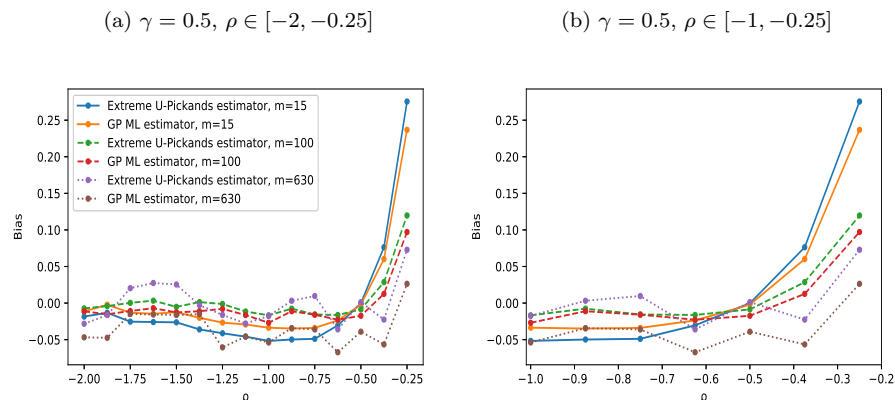 (a) γ = 0.5, ρ ∈ [−2, −0.25]
(b) γ = 0.5, ρ ∈ [−1, −0.25]
Extreme U-Pickands estimator, m=15
GP ML estimator, m=15
Extreme U-Pickands estimator, m=100
GP ML estimator, m=100
Extreme U-Pickands estimator, m=630
GP ML estimator, m=630
Bias
0.25
0.20
0.15
0.10
0.05
0.00
−0.05
−2.00 −1.75 −1.50 −1.25 −1.00 −0.75 −0.50 −0.25
ρ
Bias
0.25
0.20
0.15
0.10
0.05
0.00
−0.05
−1.0 −0.9 −0.8 −0.7 −0.6 −0.5 −0.4 −0.3 −0.2
ρ